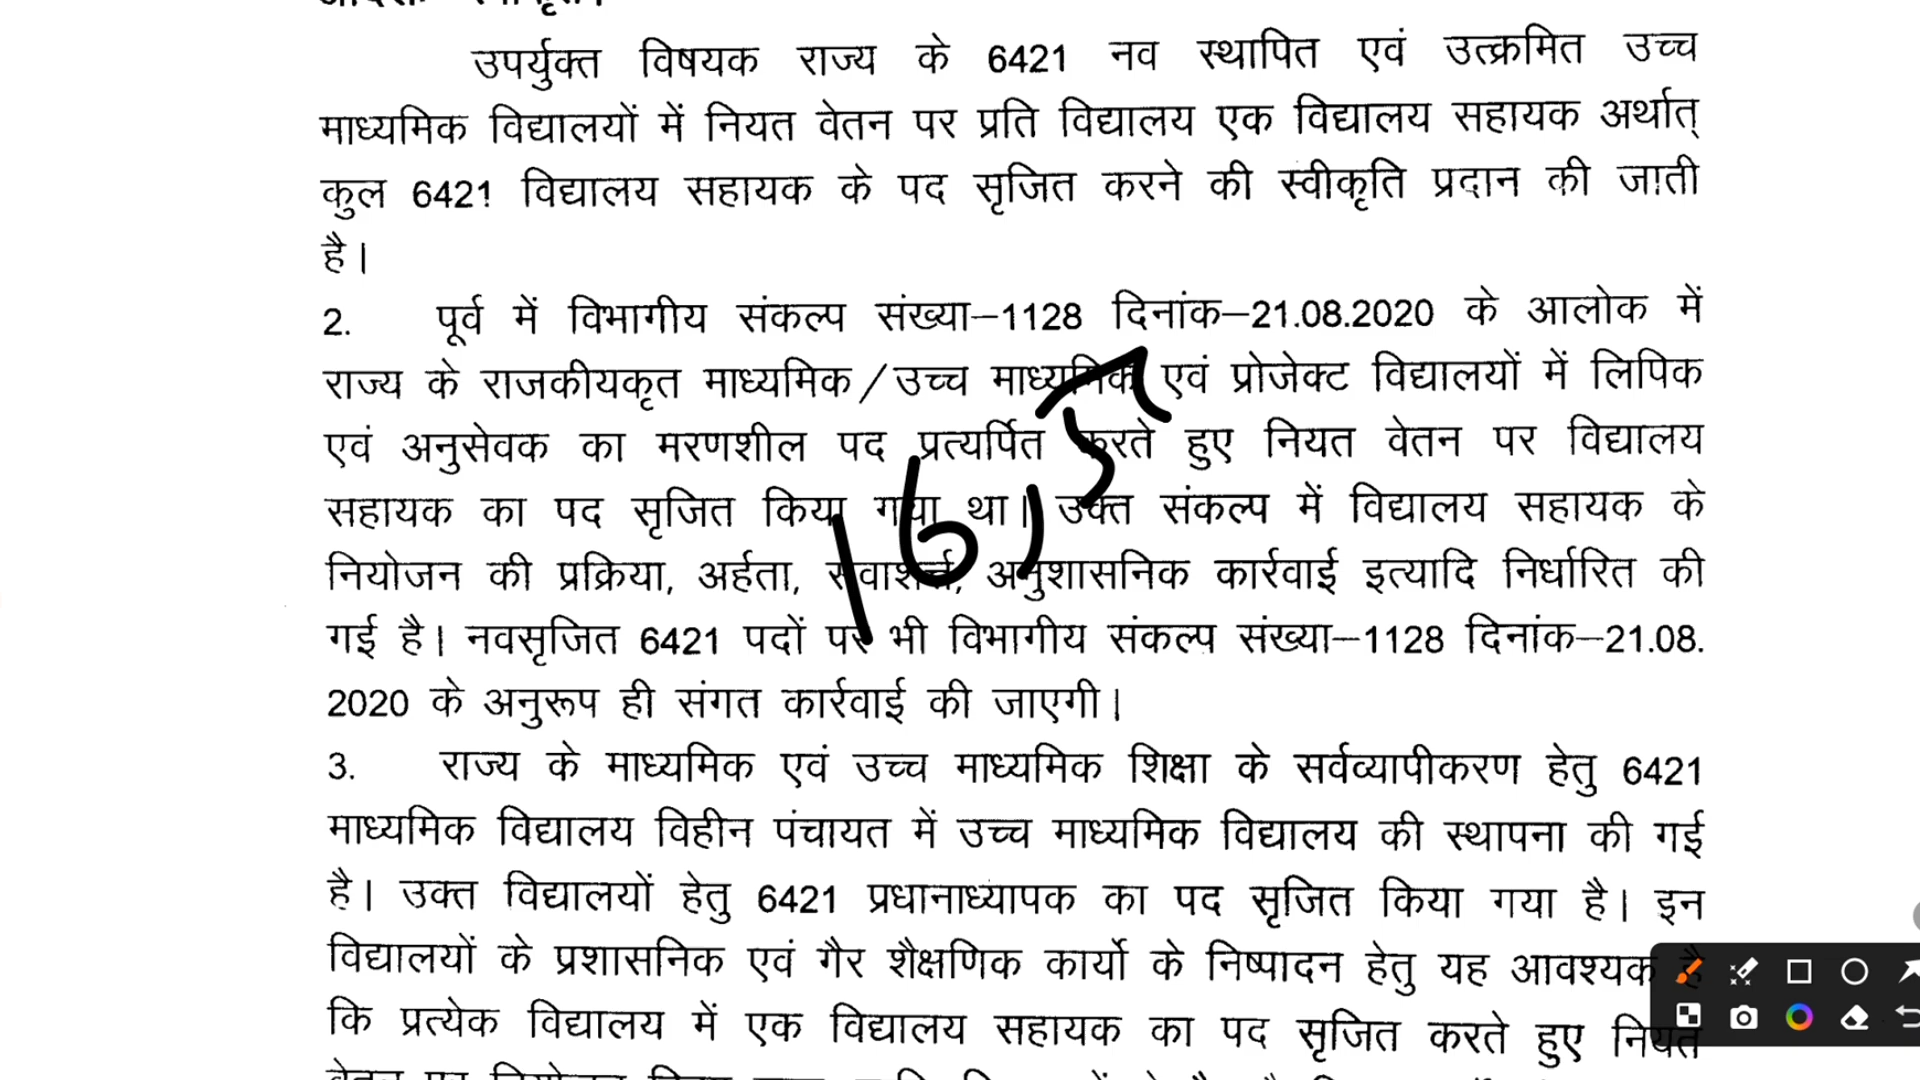 उपर्युक्त विषयक राज्य के 6421 नव स्थापित एवं उत्क्रमित उच्च
माध्यमिक विद्यालयों में नियत वेतन पर प्रति विद्यालय एक विद्यालय सहायक अर्थात्
कुल 6421 विद्यालय सहायक के पद सृजित करने की स्वीकृति प्रदान की जाती
है।
2. पूर्व में विभागीय संकल्प संख्या–1128 दिनांक–21.08.2020 के आलोक में
राज्य के राजकीयकृत माध्यमिक/उच्च माध्यमिक एवं प्रोजेक्ट विद्यालयों में लिपिक
एवं अनुसेवक का मरणशील पद प्रत्यर्पित करते हुए नियत वेतन पर विद्यालय
सहायक का पद सृजित किया गया था। उक्त संकल्प में विद्यालय सहायक के
नियोजन की प्रक्रिया, अर्हता, सेवाशर्त्त, अनुशासनिक कार्रवाई इत्यादि निर्धारित की
गई है। नवसृजित 6421 पदों पर भी विभागीय संकल्प संख्या–1128 दिनांक–21.08.
2020 के अनुरूप ही संगत कार्रवाई की जाएगी।
3. राज्य के माध्यमिक एवं उच्च माध्यमिक शिक्षा के सर्वव्यापीकरण हेतु 6421
माध्यमिक विद्यालय विहीन पंचायत में उच्च माध्यमिक विद्यालय की स्थापना की गई
है। उक्त विद्यालयों हेतु 6421 प्रधानाध्यापक का पद सृजित किया गया है। इन
विद्यालयों के प्रशासनिक एवं गैर शैक्षणिक कार्यो के निष्पादन हेतु यह आवश्यक है
कि प्रत्येक विद्यालय में एक विद्यालय सहायक का पद सृजित करते हुए नियत